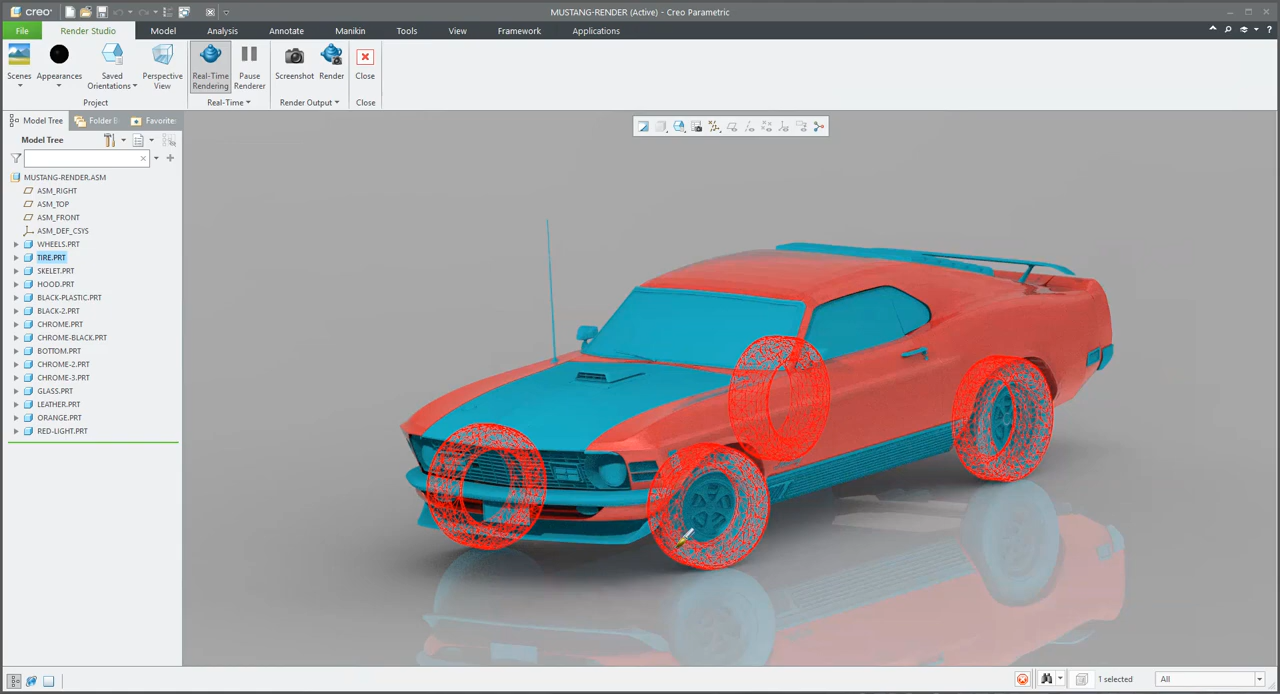 creo
MUSTANG-RENDER (Active) - Creo Parametric
File
Render Studio
Model
Analysis
Annotate
Manikin
Tools
View
Framework
Applications
Scenes
Appearances
Saved
Orientations
Perspective
View
Real-Time
Rendering
Pause
Renderer
Screenshot
Render
Close
Project
Real-Time
Render Output
Close
Model Tree
Folder B
Favorite:
Model Tree
MUSTANG-RENDER.ASM
ASM_RIGHT
ASM_TOP
ASM_FRONT
ASM_DEF_CSYS
WHEELS.PRT
TIRE.PRT
SKELET.PRT
HOOD.PRT
BLACK-PLASTIC.PRT
BLACK-2.PRT
CHROME.PRT
CHROME-BLACK.PRT
BOTTOM.PRT
CHROME-2.PRT
CHROME-3.PRT
GLASS.PRT
LEATHER.PRT
ORANGE.PRT
RED-LIGHT.PRT
1 selected
All